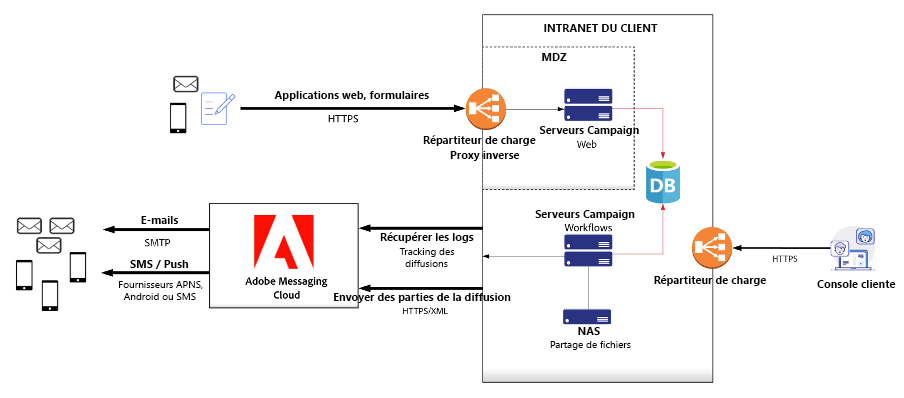 INTRANET DU CLIENT
MDZ
Applications web, formulaires
HTTPS
Répartiteur de charge
Proxy inverse
Serveurs Campaign
Web
DB
E-mails
SMTP
SMS / Push
Fournisseurs APNS,
Android ou SMS
Adobe Messaging
Cloud
Récupérer les logs
Tracking des
diffusions
Envoyer des parties de la diffusion
HTTPS/XML
Serveurs Campaign
Workflows
NAS
Partage de fichiers
Répartiteur de charge
HTTPS
Console cliente